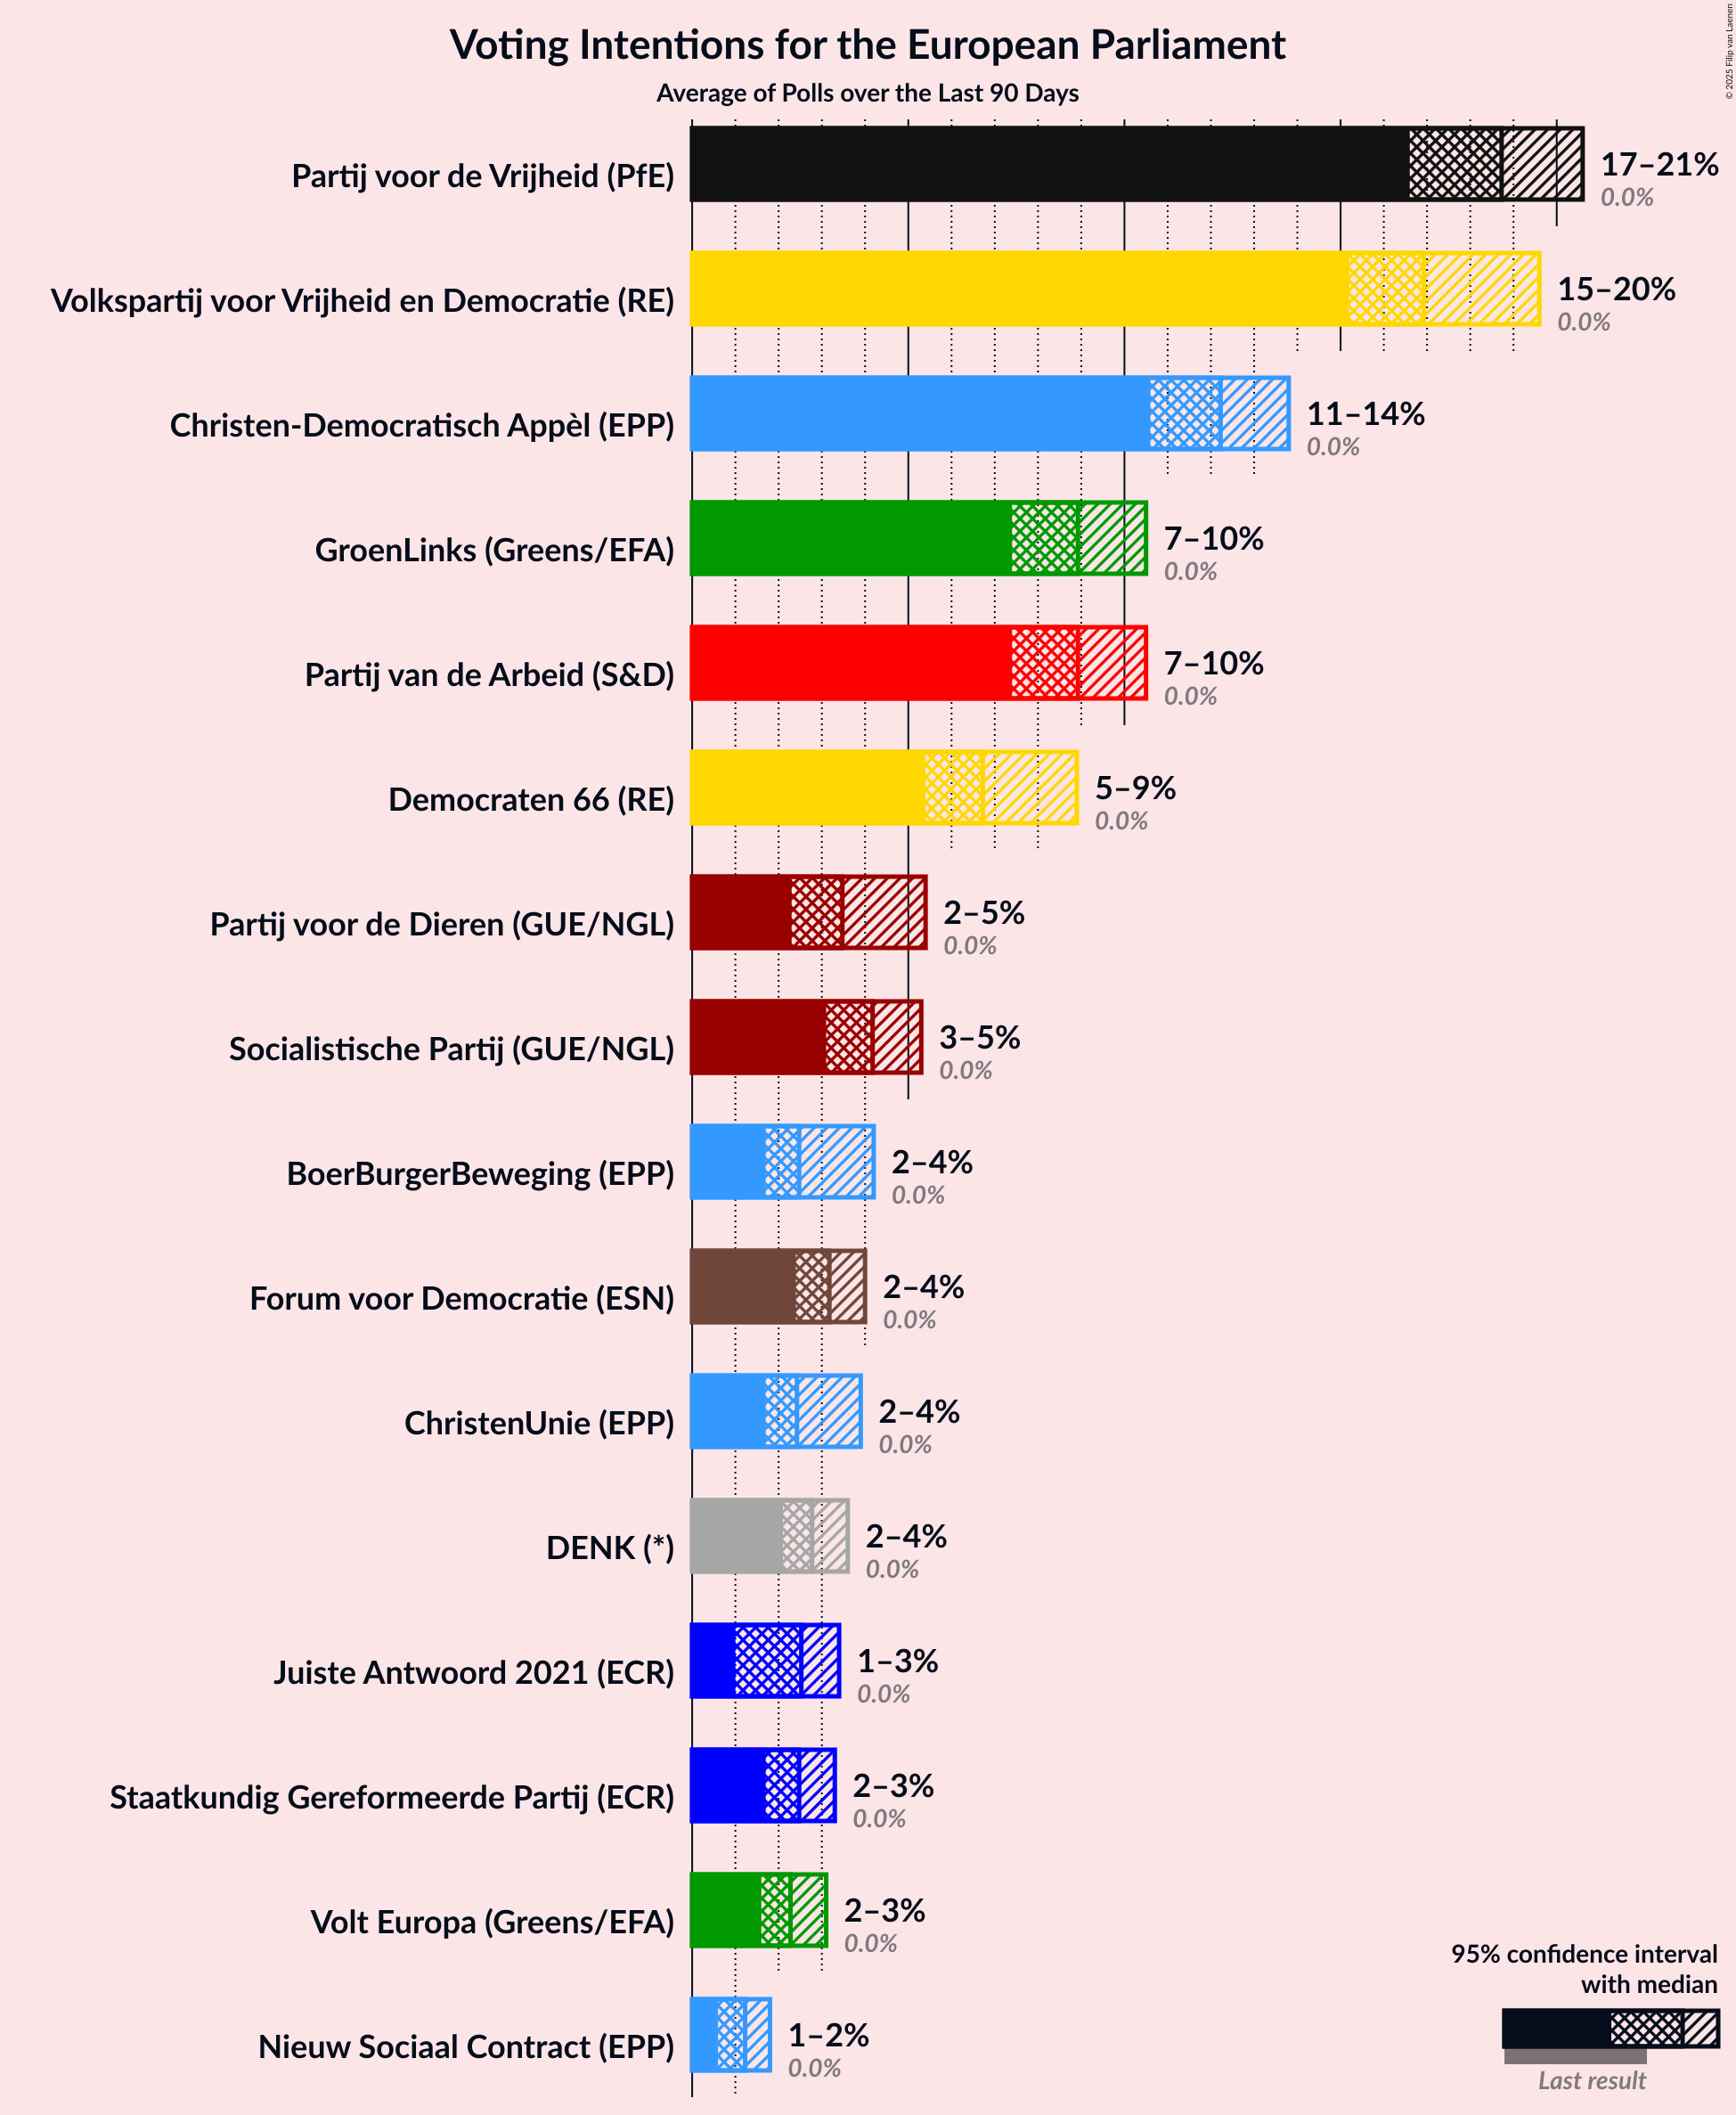 Voting Intentions for the European Parliament
Average of Polls over the Last 90 Days
© 2025 Filip van Laenen
Partij voor de Vrijheid (PfE)
17–21%
0.0%
Volkspartij voor Vrijheid en Democratie (RE)
15–20%
0.0%
Christen-Democratisch Appèl (EPP)
11–14%
0.0%
GroenLinks (Greens/EFA)
7–10%
0.0%
Partij van de Arbeid (S&D)
7–10%
0.0%
Democraten 66 (RE)
5–9%
0.0%
Partij voor de Dieren (GUE/NGL)
2–5%
0.0%
Socialistische Partij (GUE/NGL)
3–5%
0.0%
BoerBurgerBeweging (EPP)
2–4%
0.0%
Forum voor Democratie (ESN)
2–4%
0.0%
ChristenUnie (EPP)
2–4%
0.0%
DENK (*)
2–4%
0.0%
Juiste Antwoord 2021 (ECR)
1–3%
0.0%
Staatkundig Gereformeerde Partij (ECR)
2–3%
0.0%
Volt Europa (Greens/EFA)
2–3%
0.0%
Nieuw Sociaal Contract (EPP)
1–2%
0.0%
95% confidence interval
with median
Last result